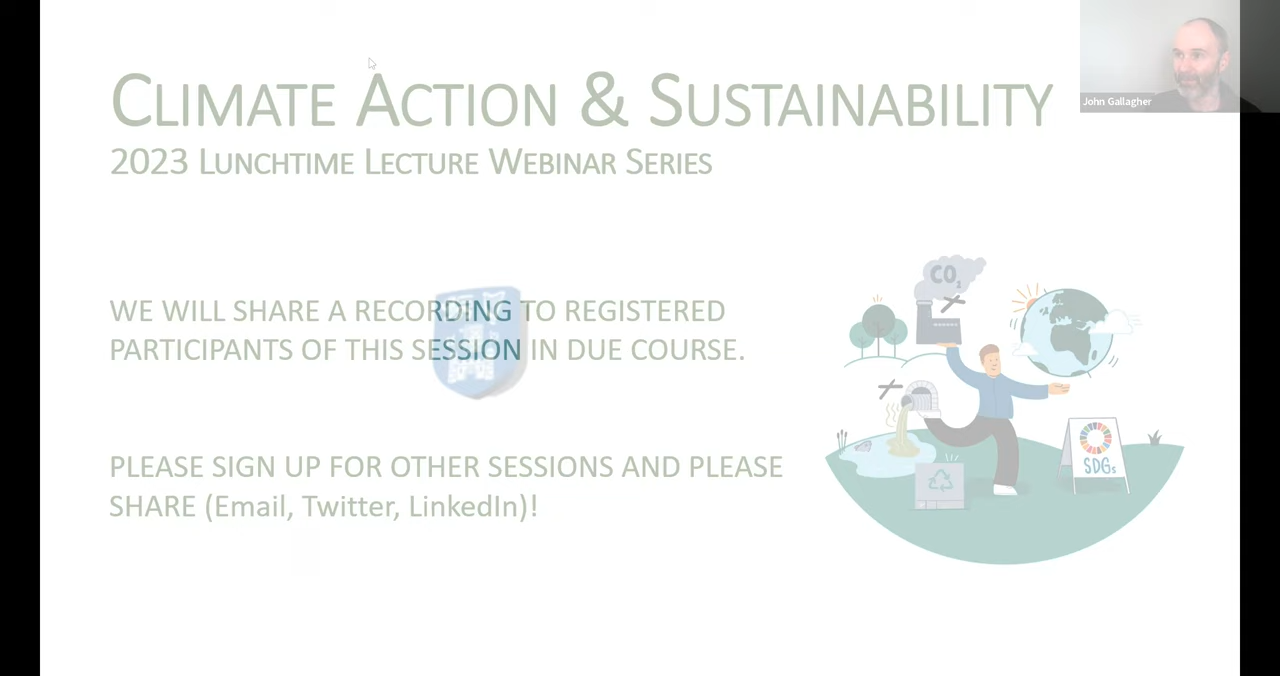 CLIMATE ACTION & SUSTAINABILITY
2023 LUNCHTIME LECTURE WEBINAR SERIES
John Gallagher
WE WILL SHARE A RECORDING TO REGISTERED
PARTICIPANTS OF THIS SESSION IN DUE COURSE.
PLEASE SIGN UP FOR OTHER SESSIONS AND PLEASE
SHARE (Email, Twitter, LinkedIn)!
CO2
SDGs